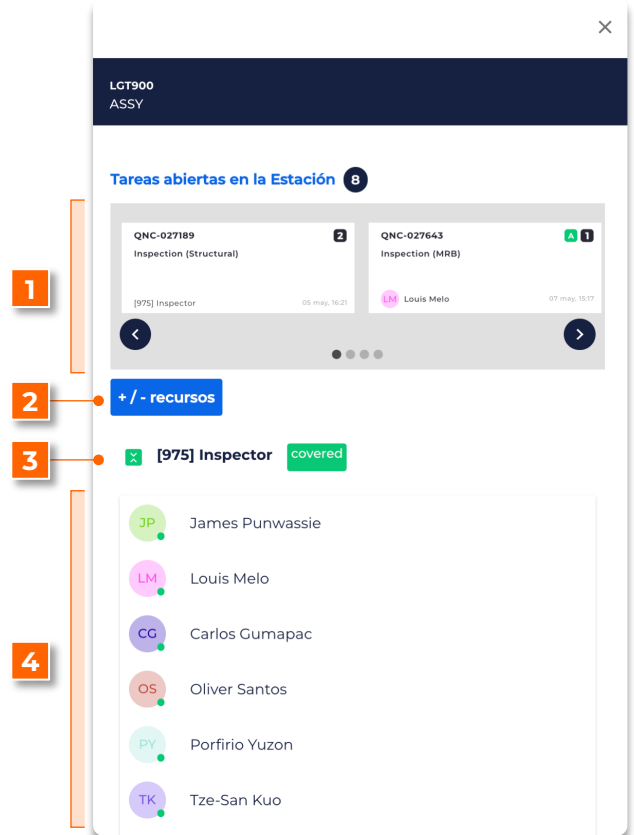 LGT900
ASSY
Tareas abiertas en la Estación 8
1
QNC-027189 2
Inspection (Structural)
[975] Inspector 05 may, 16:21
QNC-027643 A 1
Inspection (MRB)
LM Louis Melo 07 may, 15:17
2
+ / - recursos
3
[975] Inspector covered
4
JP James Punwassie
LM Louis Melo
CG Carlos Gumapac
OS Oliver Santos
PY Porfirio Yuzon
TK Tze-San Kuo